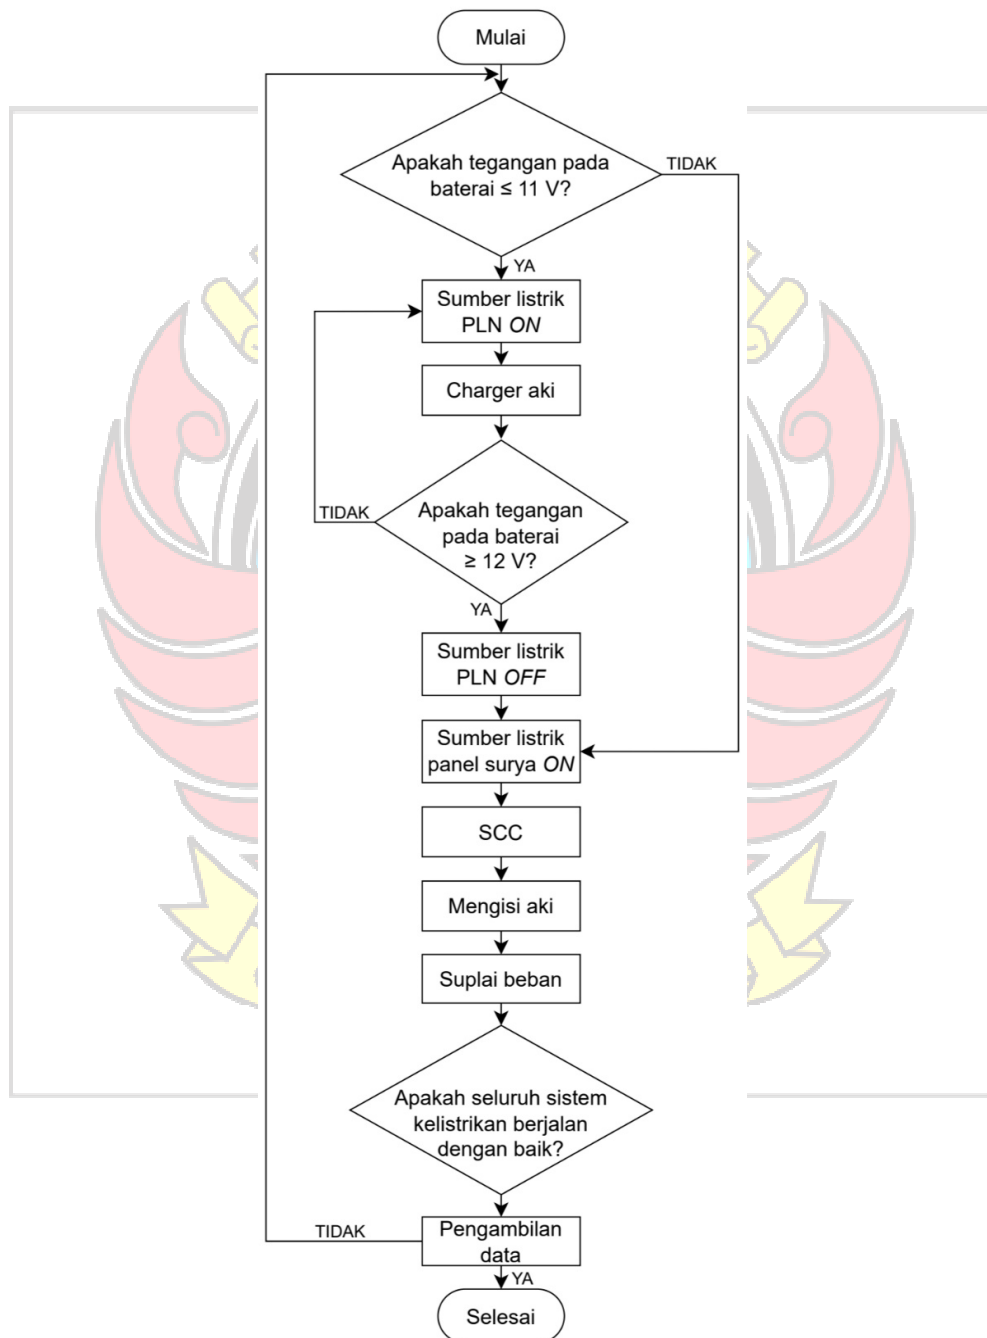 Mulai
Apakah tegangan pada
baterai ≤ 11 V?
TIDAK
YA
Sumber listrik
PLN ON
Charger aki
TIDAK
Apakah tegangan
pada baterai
≥ 12 V?
YA
Sumber listrik
PLN OFF
Sumber listrik
panel surya ON
SCC
Mengisi aki
Suplai beban
Apakah seluruh sistem
kelistrikan berjalan
dengan baik?
TIDAK
Pengambilan
data
YA
Selesai